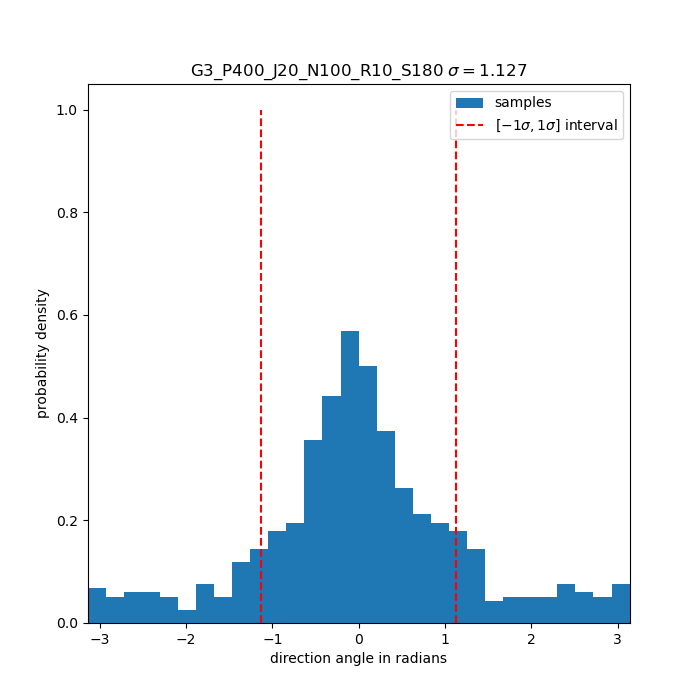 G3_P400_J20_N100_R10_S180 σ = 1.127
samples
[−1σ, 1σ] interval
probability density
1.0
0.8
0.6
0.4
0.2
0.0
−3 −2 −1 0 1 2 3
direction angle in radians